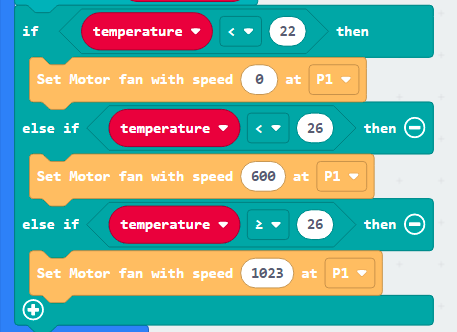 if temperature < 22 then
Set Motor fan with speed 0 at P1
else if temperature < 26 then
Set Motor fan with speed 600 at P1
else if temperature ≥ 26 then
Set Motor fan with speed 1023 at P1